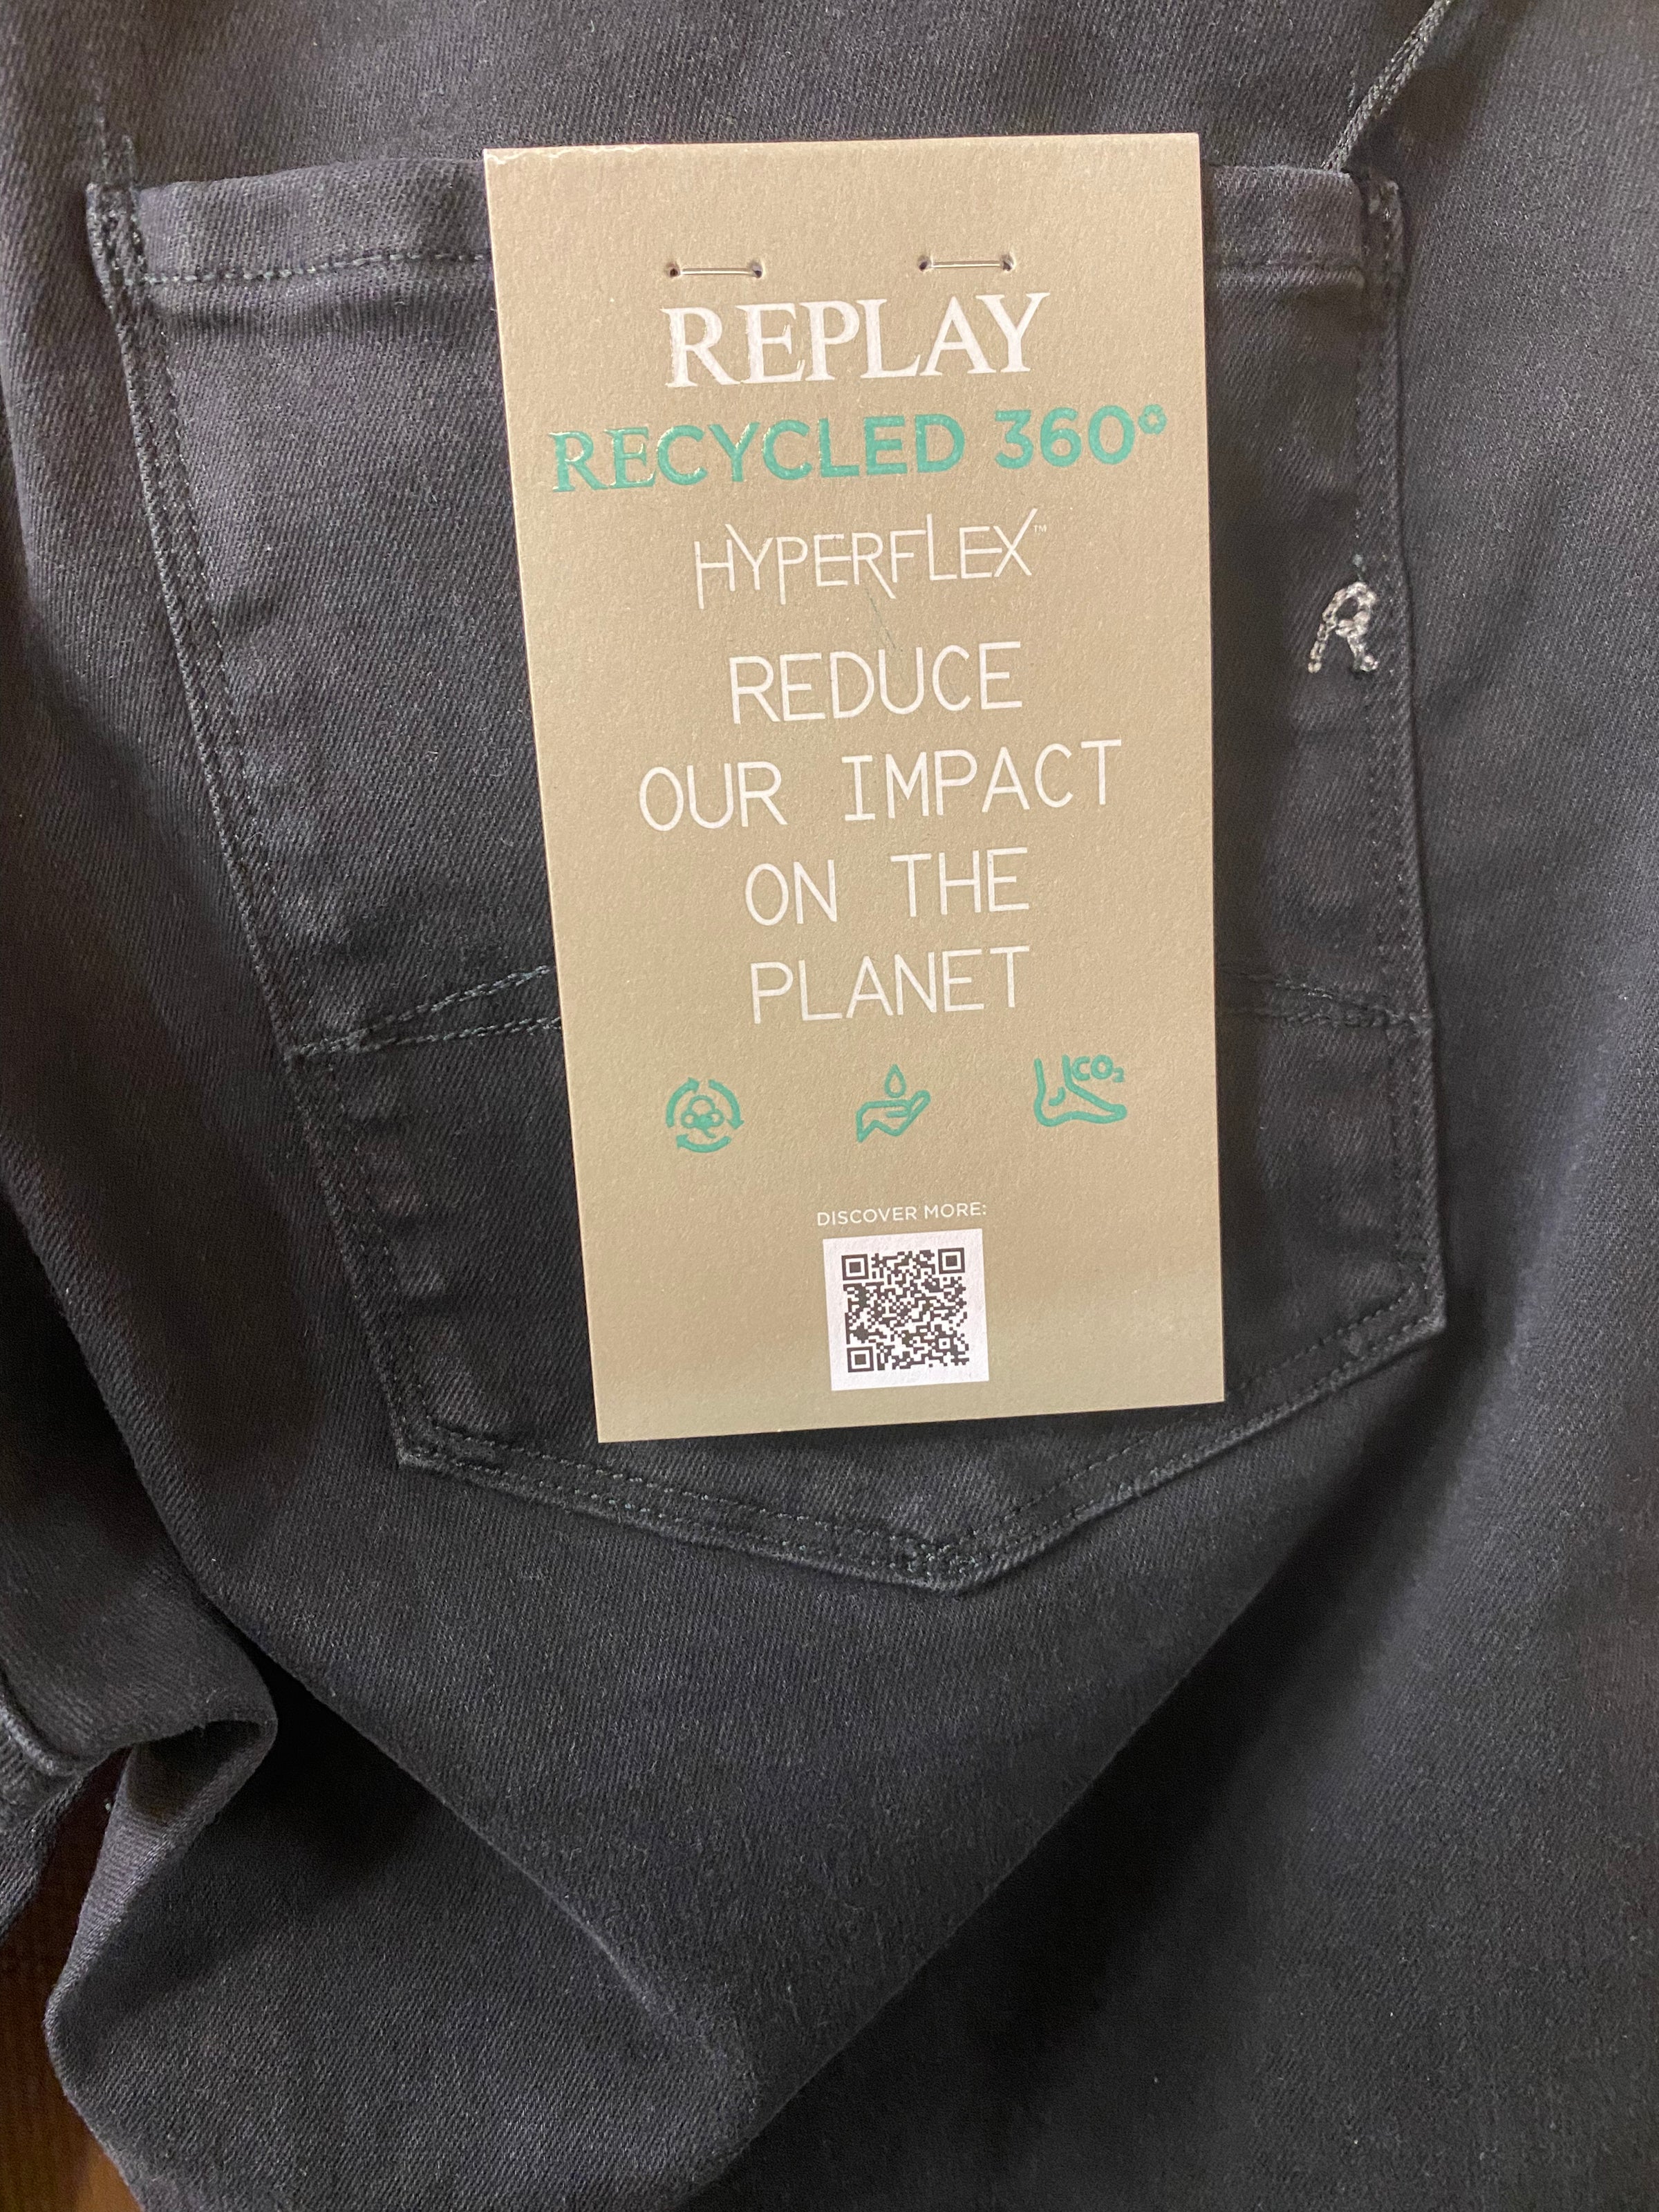 REPLAY
RECYCLED 360°
HYPERFLEX™
REDUCE
OUR IMPACT
ON THE
PLANET
CO₂
DISCOVER MORE:
R